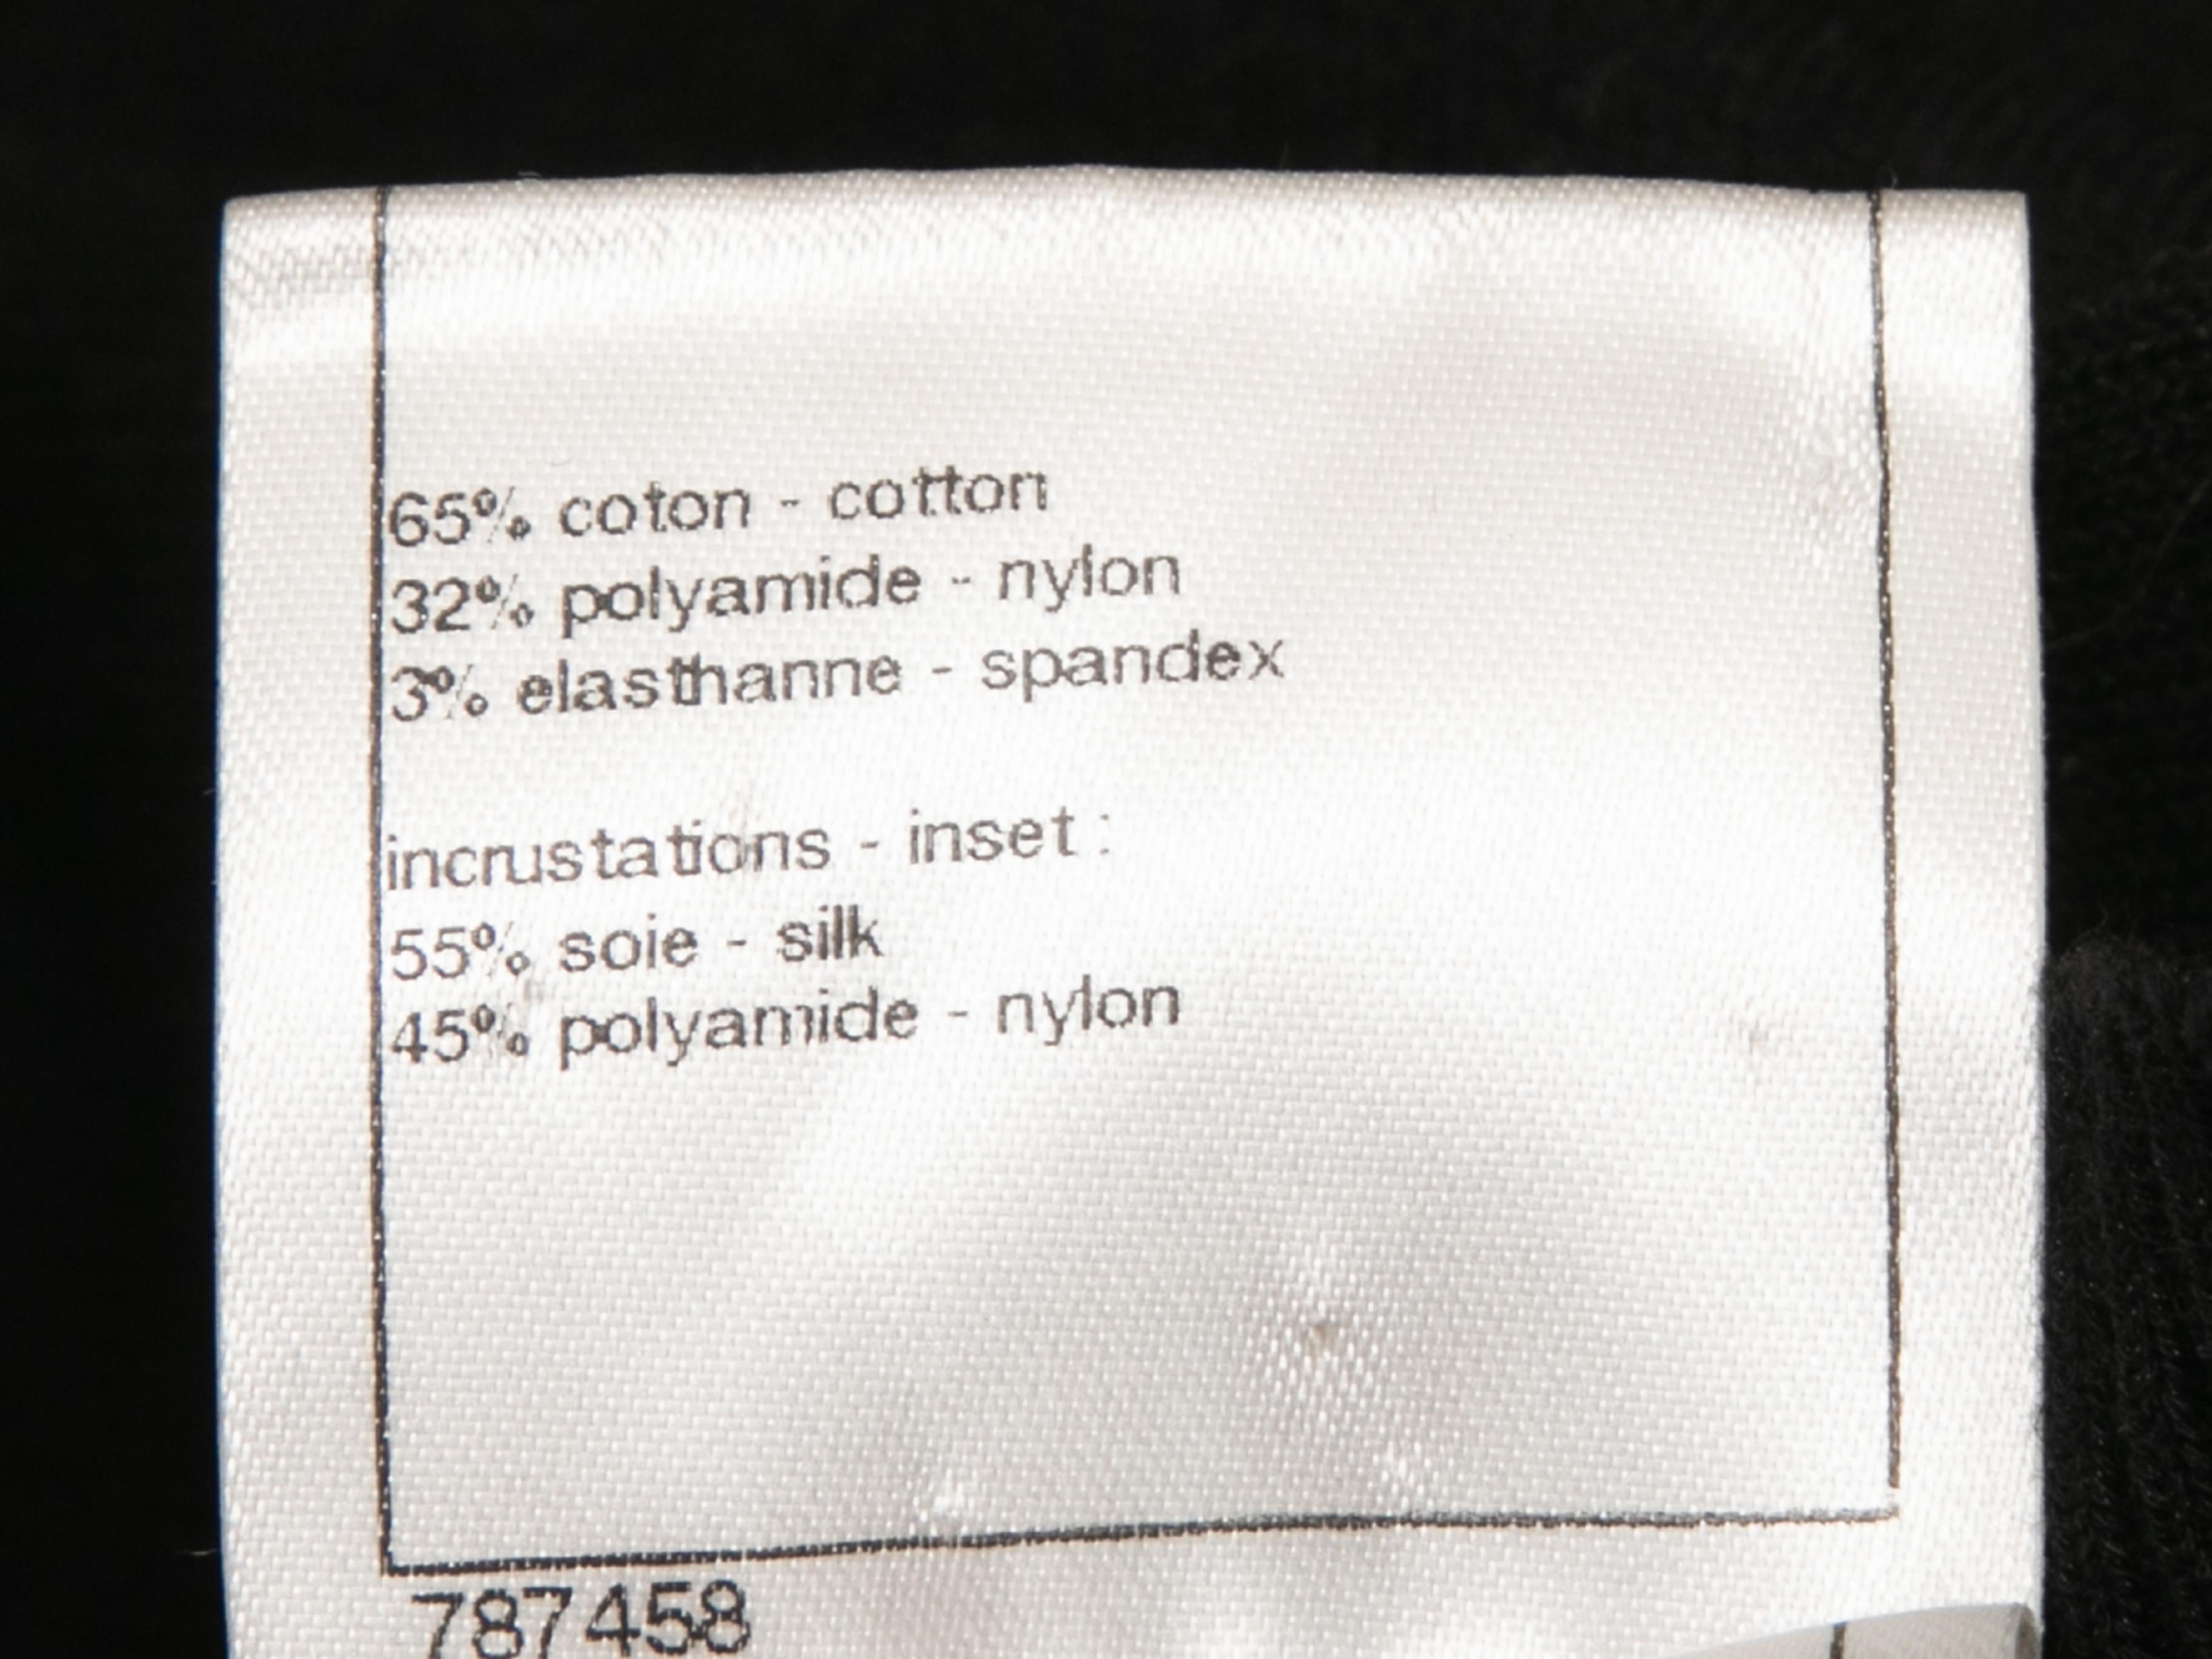 65% coton - cotton
32% polyamide - nylon
3% elasthanne - spandex
incrustations - inset :
55% soie - silk
45% polyamide - nylon
787458